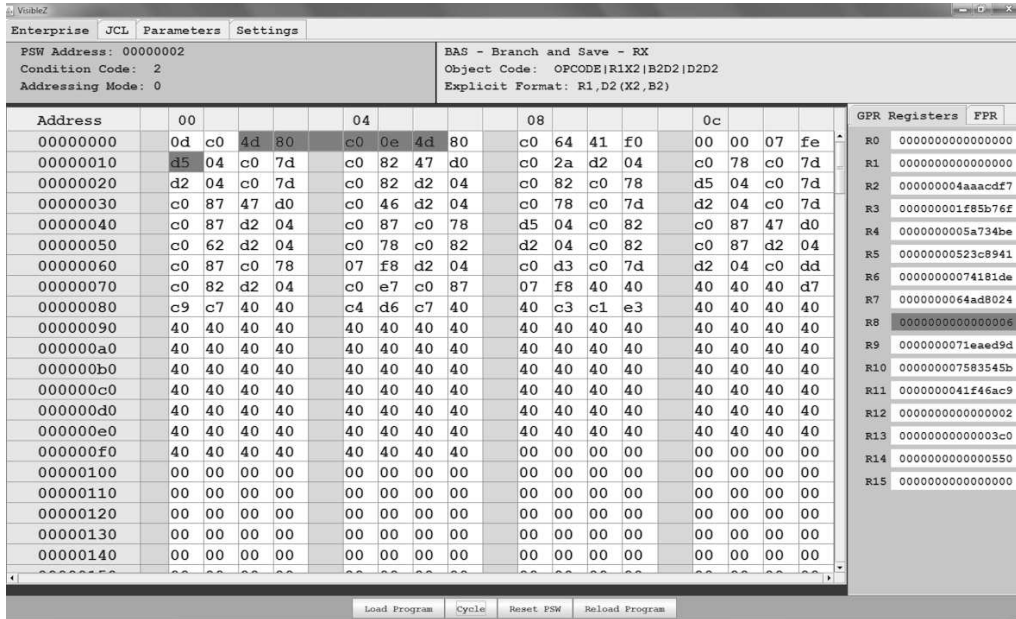 VisibleZ
Enterprise JCL Parameters Settings
PSW Address: 00000002
Condition Code: 2
Addressing Mode: 0
BAS - Branch and Save - RX
Object Code: OPCODE|R1X2|B2D2|D2D2
Explicit Format: R1,D2(X2,B2)
Address 00 04 08 0c
00000000 0d c0 4d 80 c0 0e 4d 80 c0 64 41 f0 00 00 07 fe
00000010 d5 04 c0 7d c0 82 47 d0 c0 2a d2 04 c0 78 c0 7d
00000020 d2 04 c0 7d c0 82 d2 04 c0 82 c0 78 d5 04 c0 7d
00000030 c0 87 47 d0 c0 46 d2 04 c0 78 c0 7d d2 04 c0 7d
00000040 c0 87 d2 04 c0 87 c0 78 d5 04 c0 82 c0 87 47 d0
00000050 c0 62 d2 04 c0 78 c0 82 d2 04 c0 82 c0 87 d2 04
00000060 c0 87 c0 78 07 f8 d2 04 c0 d3 c0 7d d2 04 c0 dd
00000070 c0 82 d2 04 c0 e7 c0 87 07 f8 40 40 40 40 40 d7
00000080 c9 c7 40 40 c4 d6 c7 40 40 c3 c1 e3 40 40 40 40
00000090 40 40 40 40 40 40 40 40 40 40 40 40 40 40 40 40
000000a0 40 40 40 40 40 40 40 40 40 40 40 40 40 40 40 40
000000b0 40 40 40 40 40 40 40 40 40 40 40 40 40 40 40 40
000000c0 40 40 40 40 40 40 40 40 40 40 40 40 40 40 40 40
000000d0 40 40 40 40 40 40 40 40 40 40 40 40 40 40 40 40
000000e0 40 40 40 40 40 40 40 40 40 40 40 40 40 40 40 40
000000f0 40 40 40 40 40 40 40 40 00 00 00 00 00 00 00 00
00000100 00 00 00 00 00 00 00 00 00 00 00 00 00 00 00 00
00000110 00 00 00 00 00 00 00 00 00 00 00 00 00 00 00 00
00000120 00 00 00 00 00 00 00 00 00 00 00 00 00 00 00 00
00000130 00 00 00 00 00 00 00 00 00 00 00 00 00 00 00 00
00000140 00 00 00 00 00 00 00 00 00 00 00 00 00 00 00 00
GPR Registers FPR
R0 0000000000000000
R1 0000000000000000
R2 000000004aaacdf7
R3 000000001f85b76f
R4 0000000005a734be
R5 00000000523c8941
R6 00000000074181de
R7 0000000064ad8024
R8 0000000000000006
R9 0000000071eaed9d
R10 000000007583545b
R11 0000000041f46ac9
R12 0000000000000002
R13 00000000000003c0
R14 0000000000000550
R15 0000000000000000
Load Program Cycle Reset PSW Reload Program